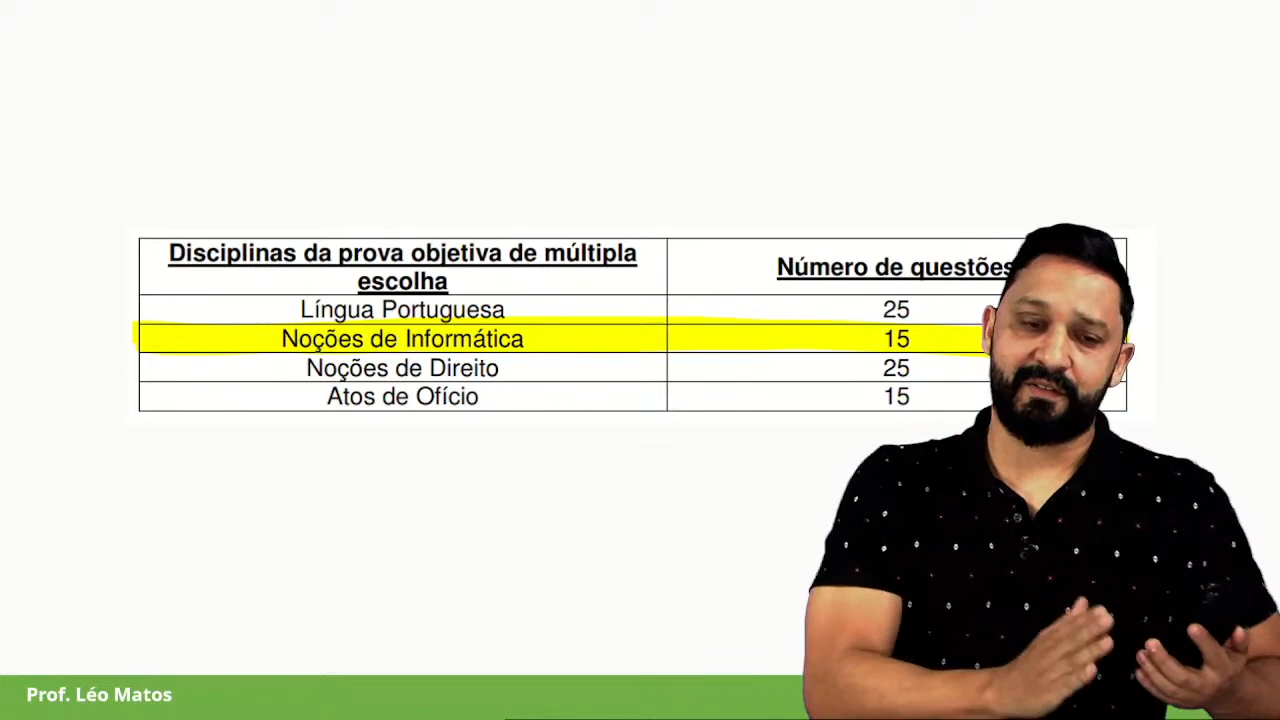 Disciplinas da prova objetiva de múltipla
escolha
Número de questões
Língua Portuguesa 25
Noções de Informática 15
Noções de Direito 25
Atos de Ofício 15
Prof. Léo Matos